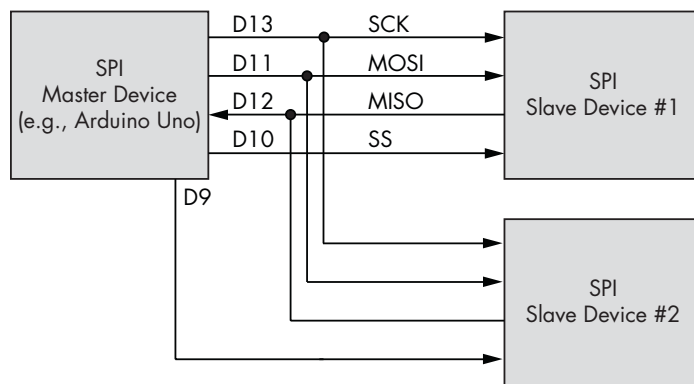 SPI
Master Device
(e.g., Arduino Uno)
D13
SCK
D11
MOSI
D12
MISO
D10
SS
D9
SPI
Slave Device #1
SPI
Slave Device #2